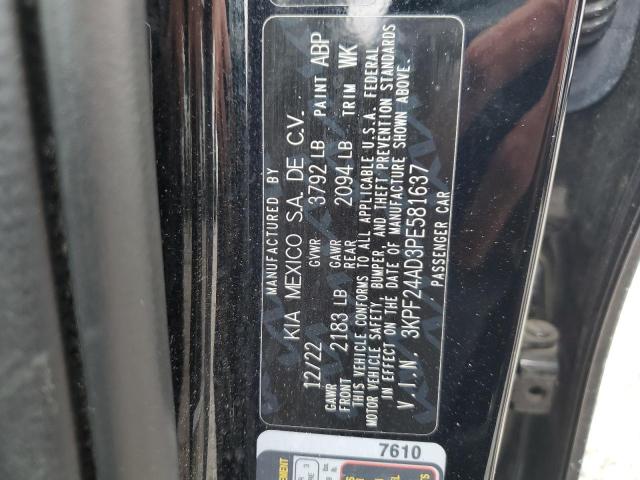 MANUFACTURED BY
KIA MEXICO S.A. DE C.V.
12/22 GVWR 3792 LB PAINT ABP
GAWR FRONT 2183 LB GAWR REAR 2094 LB TRIM WK
THIS VEHICLE CONFORMS TO ALL APPLICABLE U.S.A. FEDERAL
MOTOR VEHICLE SAFETY, BUMPER, AND THEFT PREVENTION STANDARDS
IN EFFECT ON THE DATE OF MANUFACTURE SHOWN ABOVE.
V.I.N. 3KPF24AD3PE581637
PASSENGER CAR
7610